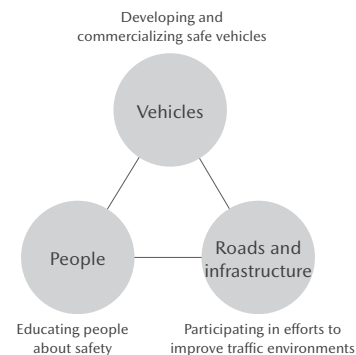 Developing and
commercializing safe vehicles
Vehicles
People
Roads and
infrastructure
Educating people
about safety
Participating in efforts to
improve traffic environments